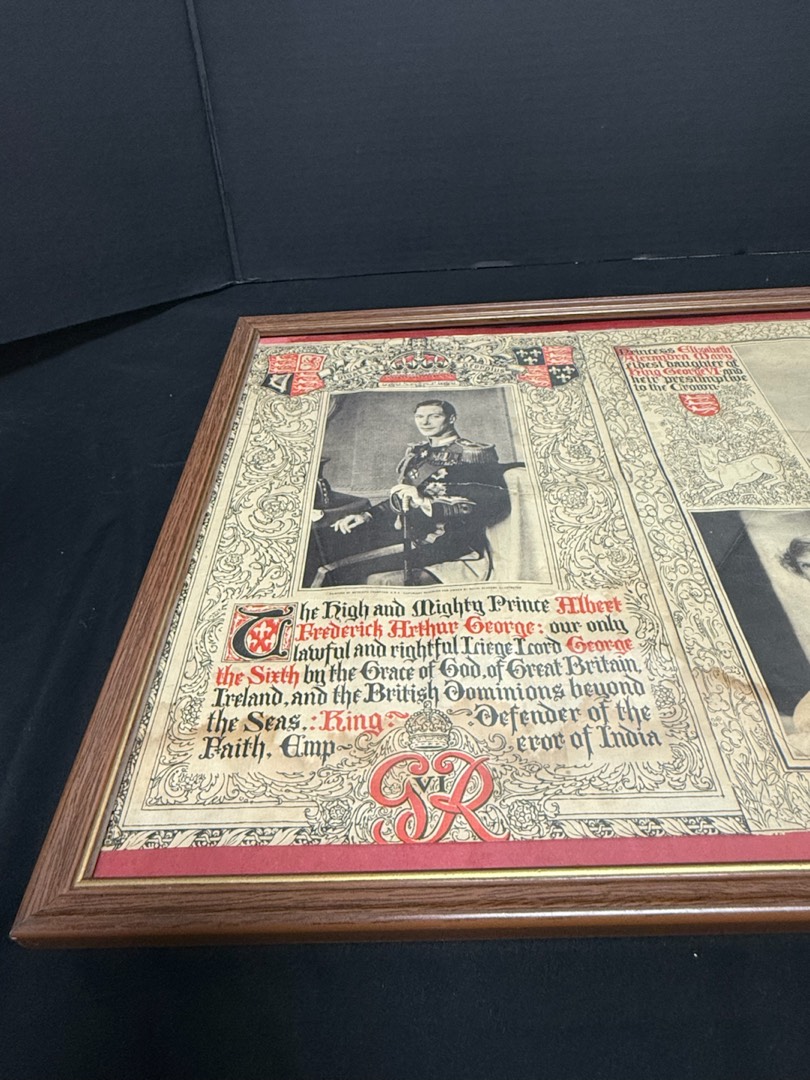 The High and Mighty Prince Albert
Frederick Arthur George: our only
lawful and rightful Liege Lord George
the Sixth by the Grace of God, of Great Britain,
Ireland, and the British Dominions beyond
the Seas, : King : Defender of the
Faith, Emp~ eror of India
GVIR
Princess Elizabeth
Alexandra Mary
eldest daughter of
King George VI and
heir presumptive
to the Crown.